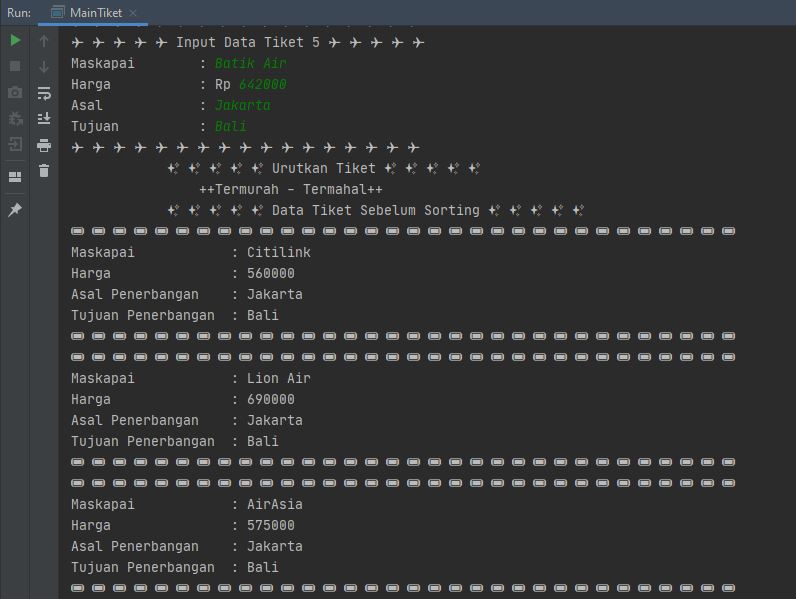 Run: MainTiket
✈ ✈ ✈ ✈ ✈ Input Data Tiket 5 ✈ ✈ ✈ ✈ ✈
Maskapai : Batik Air
Harga : Rp 642000
Asal : Jakarta
Tujuan : Bali
✈ ✈ ✈ ✈ ✈ ✈ ✈ ✈ ✈ ✈ ✈ ✈ ✈ ✈ ✈ ✈ ✈
✨ ✨ ✨ ✨ ✨ Urutkan Tiket ✨ ✨ ✨ ✨ ✨
++Termurah - Termahal++
✨ ✨ ✨ ✨ ✨ Data Tiket Sebelum Sorting ✨ ✨ ✨ ✨ ✨
Maskapai : Citilink
Harga : 560000
Asal Penerbangan : Jakarta
Tujuan Penerbangan : Bali
Maskapai : Lion Air
Harga : 690000
Asal Penerbangan : Jakarta
Tujuan Penerbangan : Bali
Maskapai : AirAsia
Harga : 575000
Asal Penerbangan : Jakarta
Tujuan Penerbangan : Bali